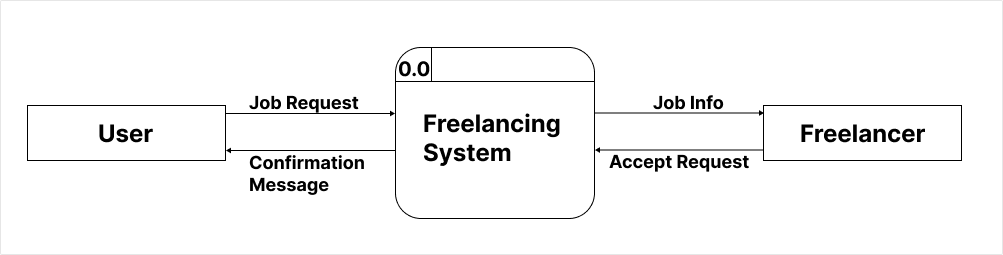 0.0
Job Request
Job Info
User
Freelancing
System
Freelancer
Confirmation
Message
Accept Request